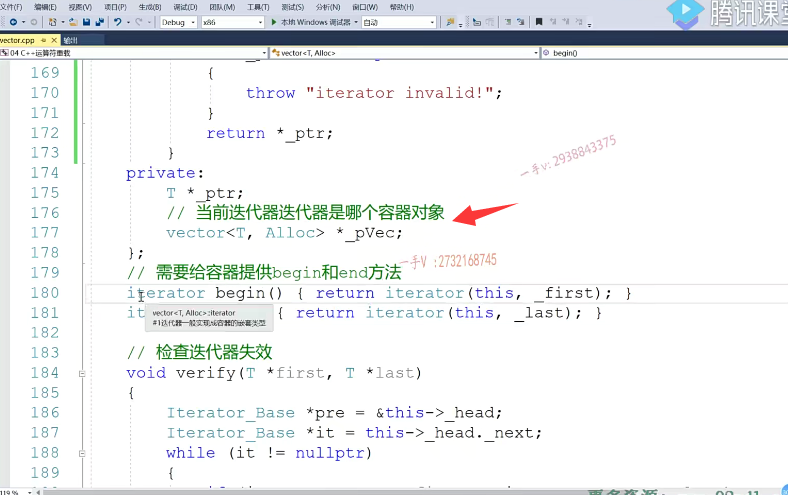 文件(F) 编辑(E) 视图(V) 项目(P) 生成(B) 调试(D) 团队(M) 工具(T) 测试(S) 分析(N) 窗口(W) 帮助(H)
腾讯课堂
Debug x86 本地 Windows 调试器 自动
vector.cpp 输出
04 C++运算符重载 vector<T, Alloc> begin()
169 {
170 throw "iterator invalid!";
171 }
172 return *_ptr;
173 }
一手v:2938843375
174 private:
175 T *_ptr;
176 // 当前迭代器迭代是哪个容器对象
177 vector<T, Alloc> *_pVec;
178 };
一手V :2732168745
179 // 需要给容器提供begin和end方法
180 iterator begin() { return iterator(this, _first); }
181 it { return iterator(this, _last); }
vector<T, Alloc>::iterator
#1迭代器一般实现成容器的嵌套类型
182
183 // 检查迭代器失效
184 void verify(T *first, T *last)
185 {
186 Iterator_Base *pre = &this->_head;
187 Iterator_Base *it = this->_head._next;
188 while (it != nullptr)
189 {
119 %